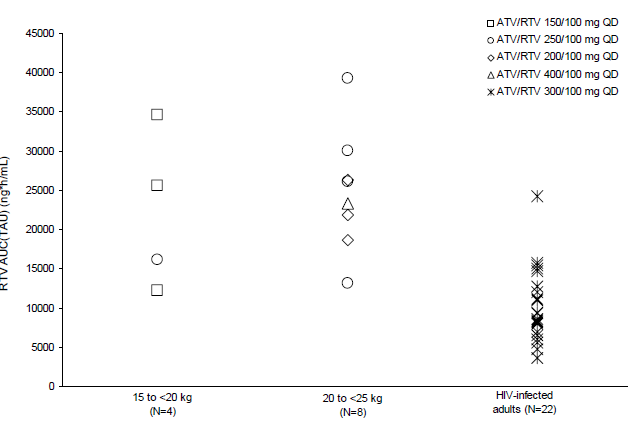 ATV/RTV 150/100 mg QD
ATV/RTV 250/100 mg QD
ATV/RTV 200/100 mg QD
ATV/RTV 400/100 mg QD
ATV/RTV 300/100 mg QD
RTV AUC(TAU) (ng*h/mL)
45000
40000
35000
30000
25000
20000
15000
10000
5000
0
15 to <20 kg
(N=4)
20 to <25 kg
(N=8)
HIV-infected
adults (N=22)